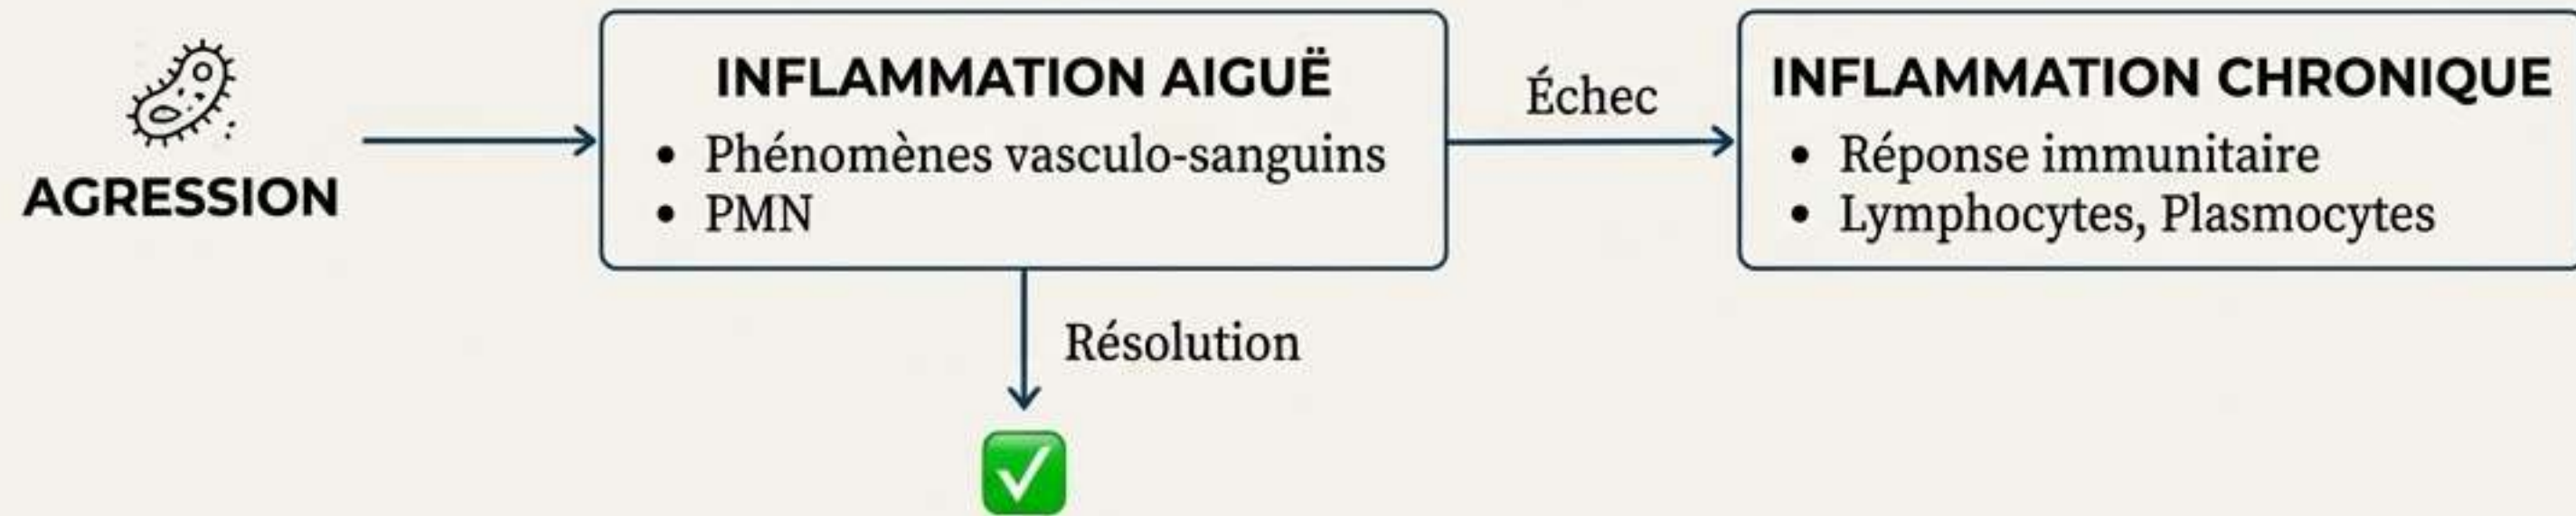 AGRESSION
INFLAMMATION AIGUË
• Phénomènes vasculo-sanguins
• PMN
Échec
INFLAMMATION CHRONIQUE
• Réponse immunitaire
• Lymphocytes, Plasmocytes
Résolution